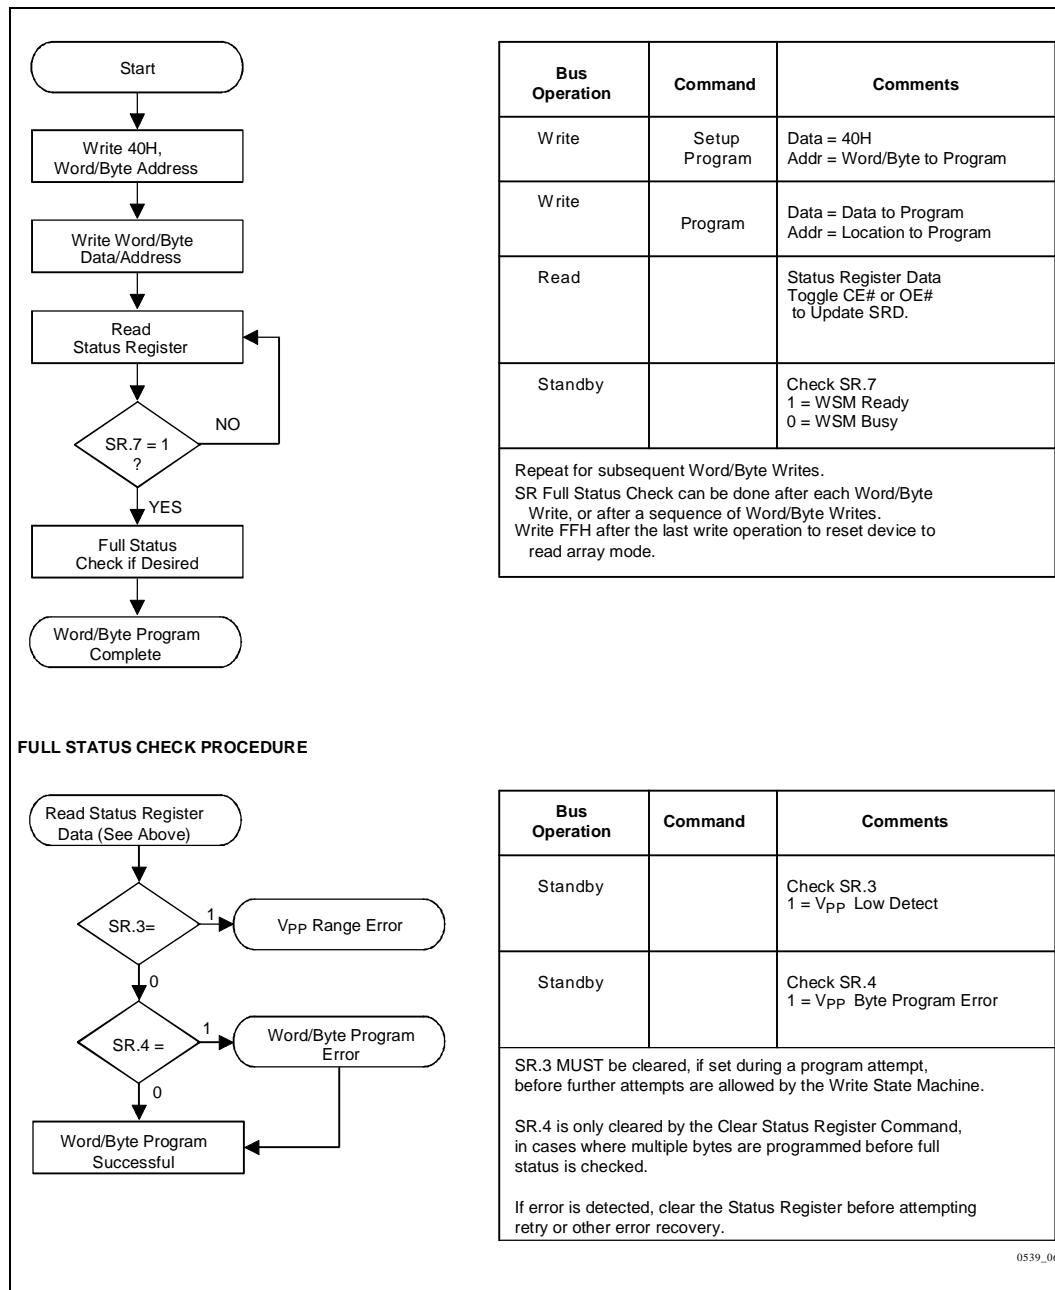 Start
Write 40H,
Word/Byte Address
Write Word/Byte
Data/Address
Read
Status Register
NO
SR.7 = 1
?
YES
Full Status
Check if Desired
Word/Byte Program
Complete
Bus
Operation
Command
Comments
Write
Setup
Program
Data = 40H
Addr = Word/Byte to Program
Write
Program
Data = Data to Program
Addr = Location to Program
Read
Status Register Data
Toggle CE# or OE#
to Update SRD.
Standby
Check SR.7
1 = WSM Ready
0 = WSM Busy
Repeat for subsequent Word/Byte Writes.
SR Full Status Check can be done after each Word/Byte
Write, or after a sequence of Word/Byte Writes.
Write FFH after the last write operation to reset device to
read array mode.
FULL STATUS CHECK PROCEDURE
Read Status Register
Data (See Above)
SR.3=
1
VPP Range Error
0
SR.4 =
1
Word/Byte Program
Error
0
Word/Byte Program
Successful
Bus
Operation
Command
Comments
Standby
Check SR.3
1 = VPP Low Detect
Standby
Check SR.4
1 = VPP Byte Program Error
SR.3 MUST be cleared, if set during a program attempt,
before further attempts are allowed by the Write State Machine.
SR.4 is only cleared by the Clear Status Register Command,
in cases where multiple bytes are programmed before full
status is checked.
If error is detected, clear the Status Register before attempting
retry or other error recovery.